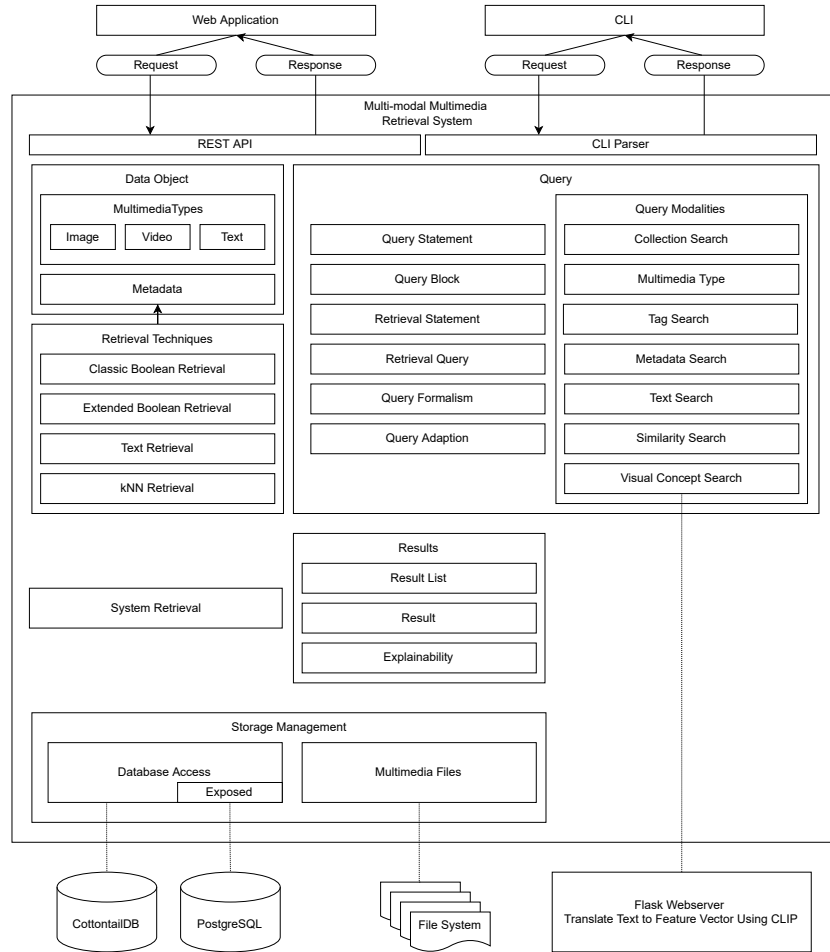 Web Application
CLI
Request
Response
Request
Response
Multi-modal Multimedia
Retrieval System
REST API
CLI Parser
Data Object
MultimediaTypes
Image
Video
Text
Metadata
Retrieval Techniques
Classic Boolean Retrieval
Extended Boolean Retrieval
Text Retrieval
kNN Retrieval
Query
Query Statement
Query Block
Retrieval Statement
Retrieval Query
Query Formalism
Query Adaption
Query Modalities
Collection Search
Multimedia Type
Tag Search
Metadata Search
Text Search
Similarity Search
Visual Concept Search
System Retrieval
Results
Result List
Result
Explainability
Storage Management
Database Access
Exposed
Multimedia Files
CottontailDB
PostgreSQL
File System
Flask Webserver
Translate Text to Feature Vector Using CLIP